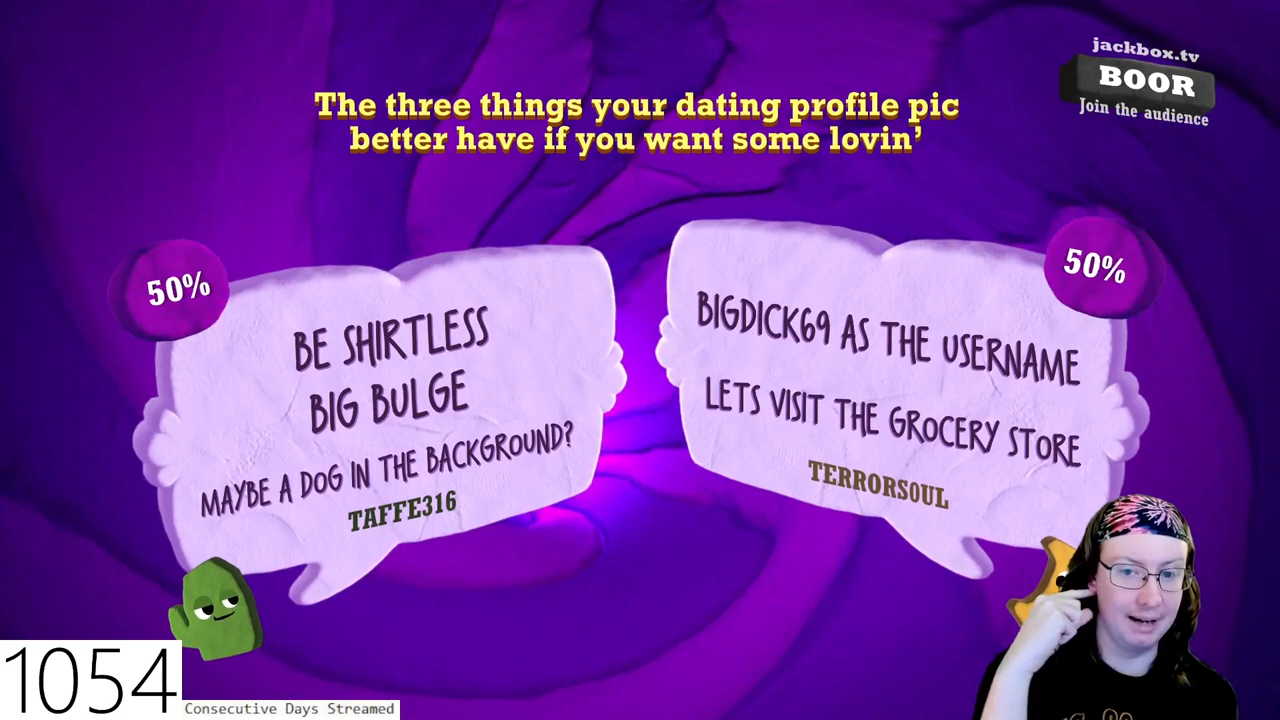 jackbox.tv
BOOR
Join the audience
The three things your dating profile pic
better have if you want some lovin’
50%
BE SHIRTLESS
BIG BULGE
MAYBE A DOG IN THE BACKGROUND?
TAFFE316
50%
BIGDICK69 AS THE USERNAME
LETS VISIT THE GROCERY STORE
TERRORSOUL
1054
Consecutive Days Streamed